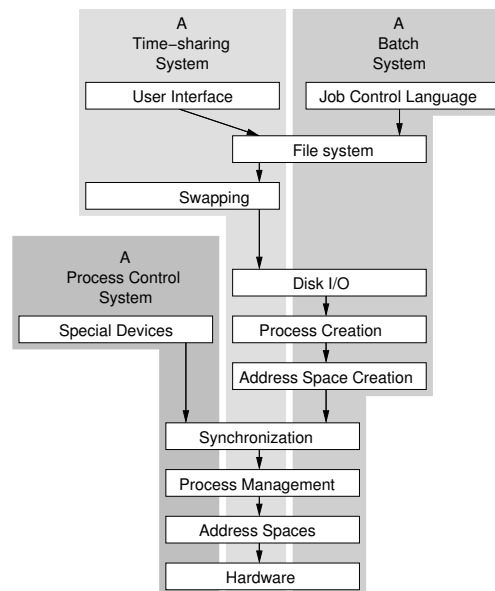 A
Time−sharing
System
A
Batch
System
User Interface
Job Control Language
File system
Swapping
A
Process Control
System
Disk I/O
Special Devices
Process Creation
Address Space Creation
Synchronization
Process Management
Address Spaces
Hardware